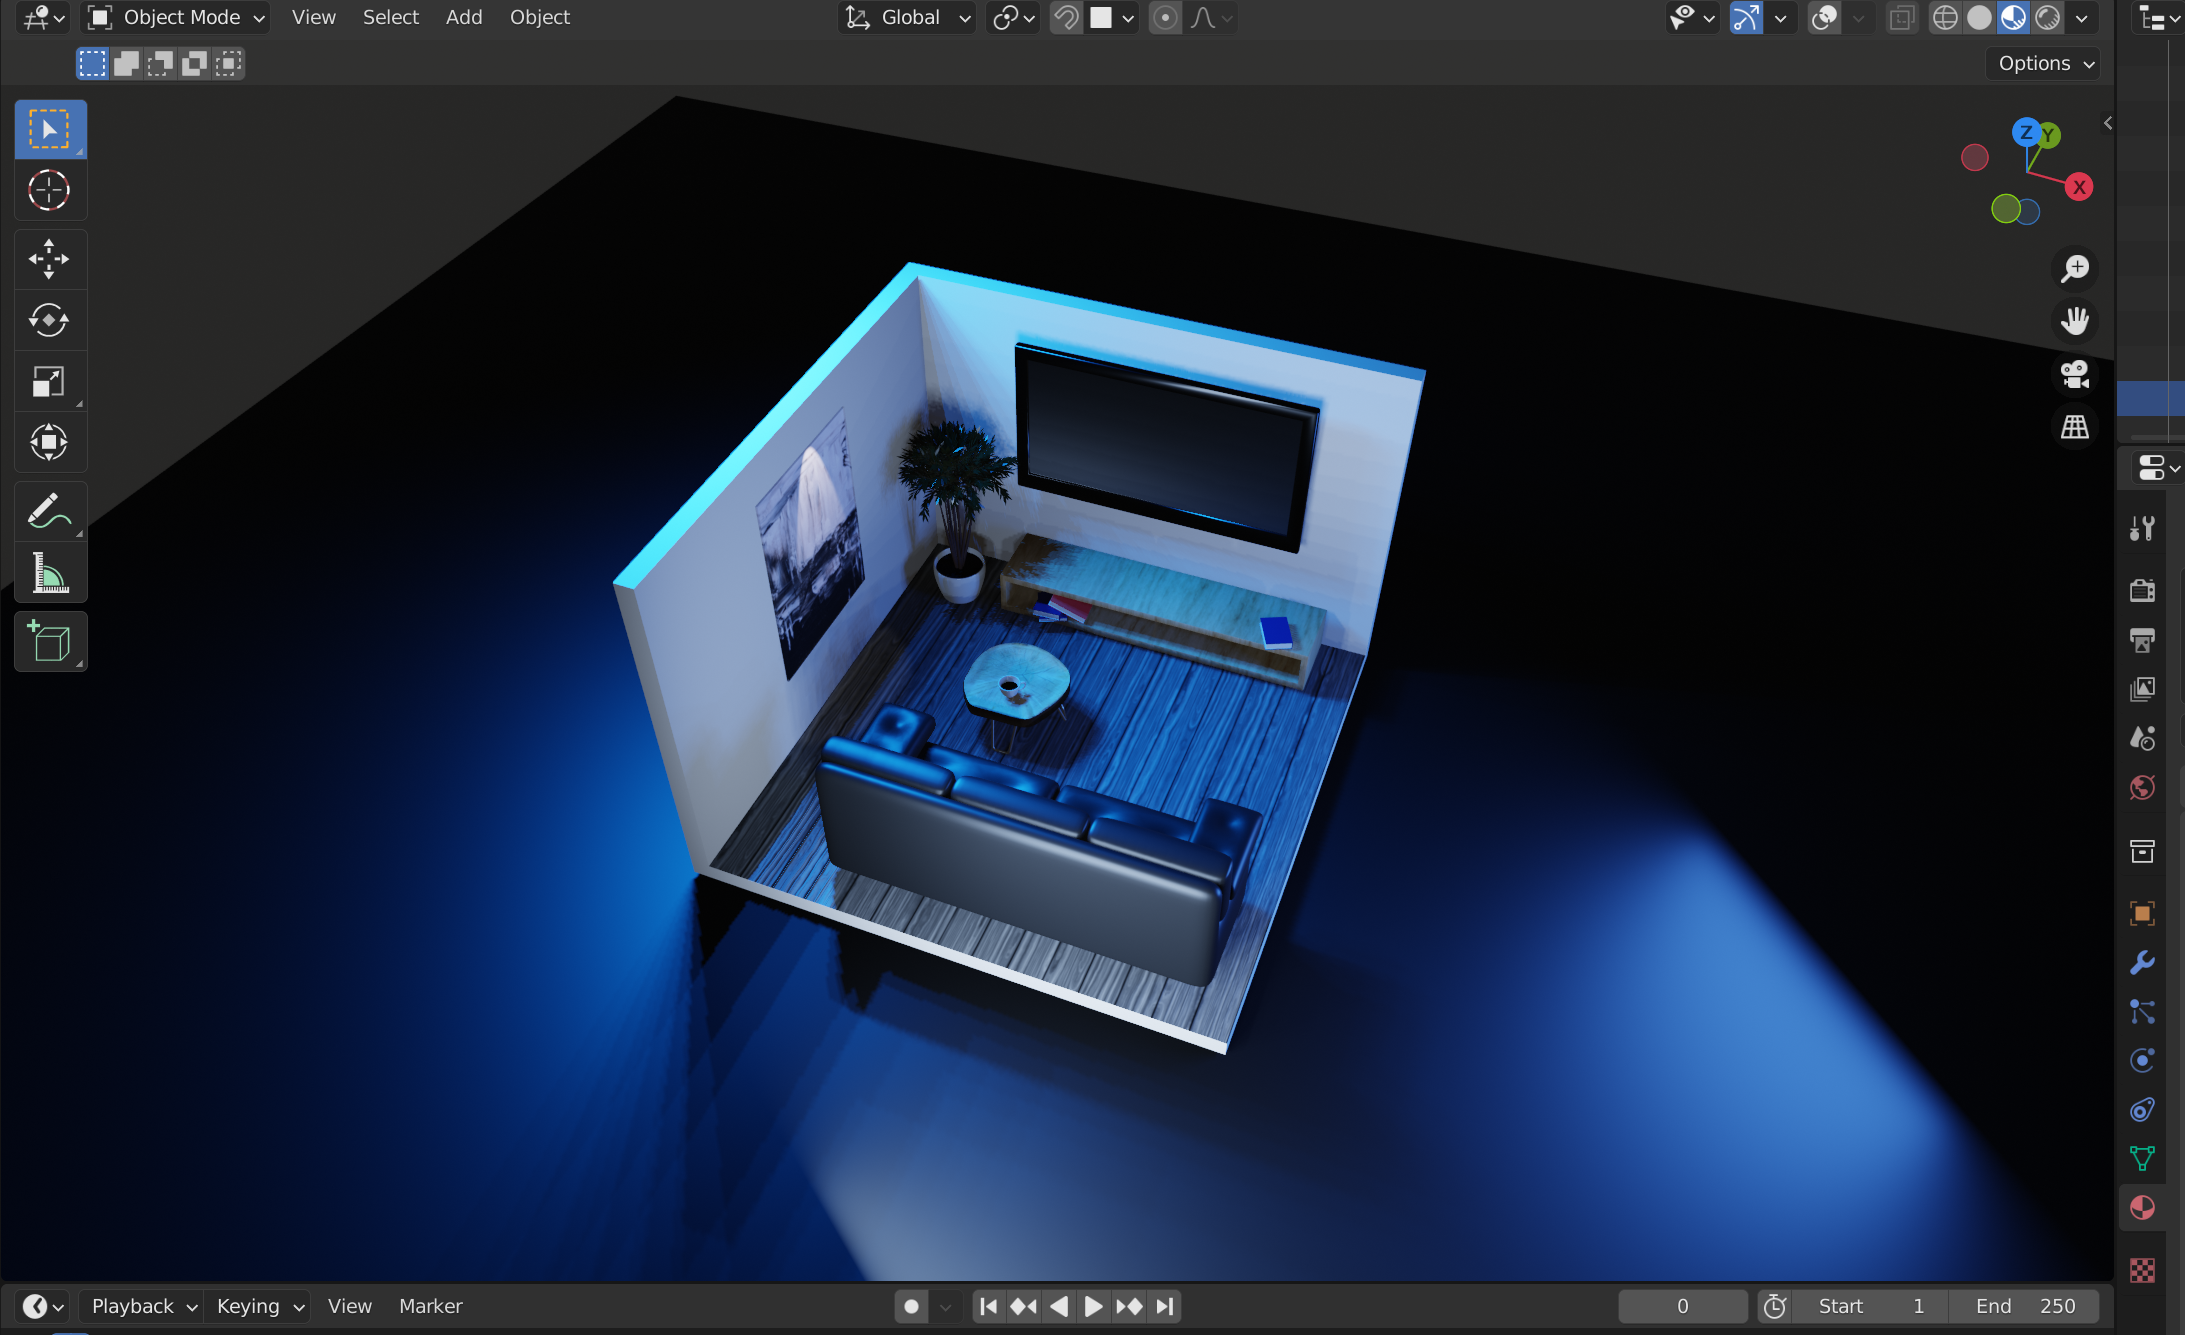 Object Mode View Select Add Object Global
Options
Z Y
X
Playback Keying View Marker 0 Start 1 End 250